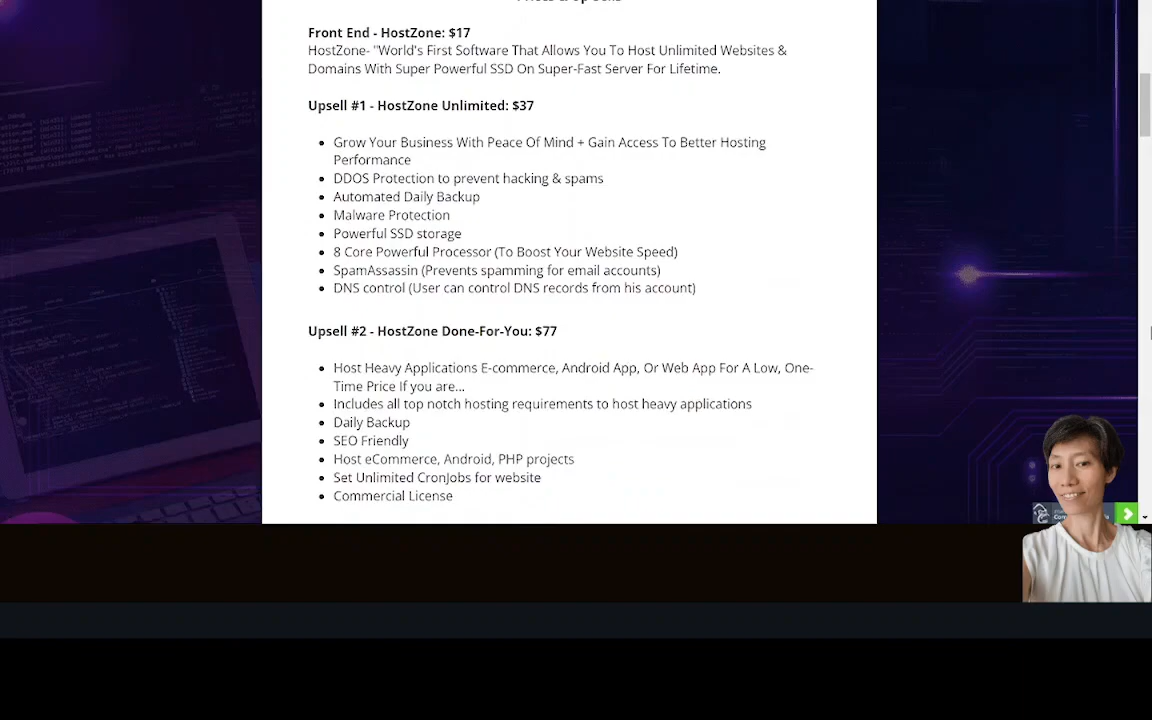 Front End - HostZone: $17
HostZone- "World's First Software That Allows You To Host Unlimited Websites &
Domains With Super Powerful SSD On Super-Fast Server For Lifetime.
Upsell #1 - HostZone Unlimited: $37
• Grow Your Business With Peace Of Mind + Gain Access To Better Hosting
Performance
• DDOS Protection to prevent hacking & spams
• Automated Daily Backup
• Malware Protection
• Powerful SSD storage
• 8 Core Powerful Processor (To Boost Your Website Speed)
• SpamAssassin (Prevents spamming for email accounts)
• DNS control (User can control DNS records from his account)
Upsell #2 - HostZone Done-For-You: $77
• Host Heavy Applications E-commerce, Android App, Or Web App For A Low, One-
Time Price If you are...
• Includes all top notch hosting requirements to host heavy applications
• Daily Backup
• SEO Friendly
• Host eCommerce, Android, PHP projects
• Set Unlimited CronJobs for website
• Commercial License